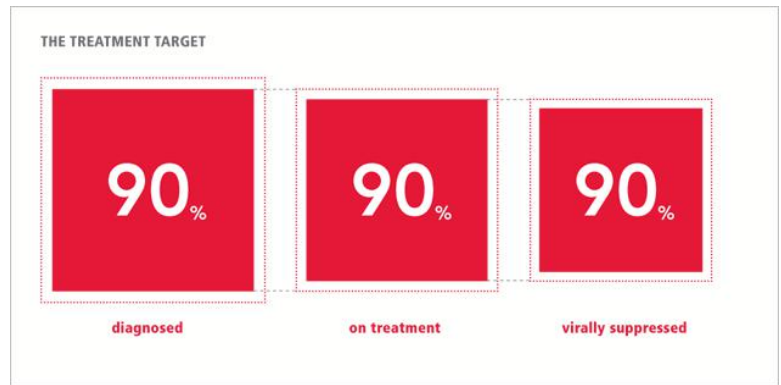 THE TREATMENT TARGET
90%
90%
90%
diagnosed
on treatment
virally suppressed